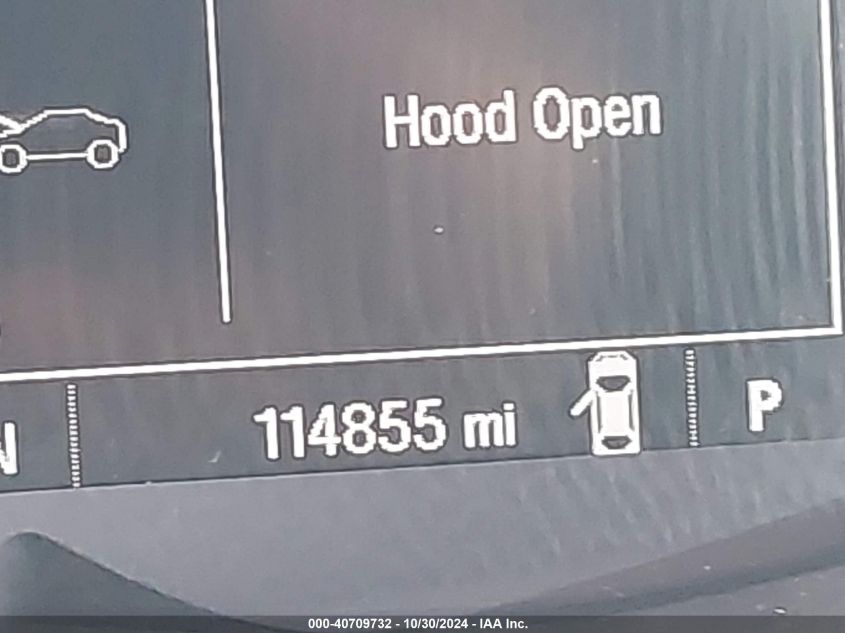 Hood Open
N
114855 mi
P
000-40709732 - 10/30/2024 - IAA Inc.